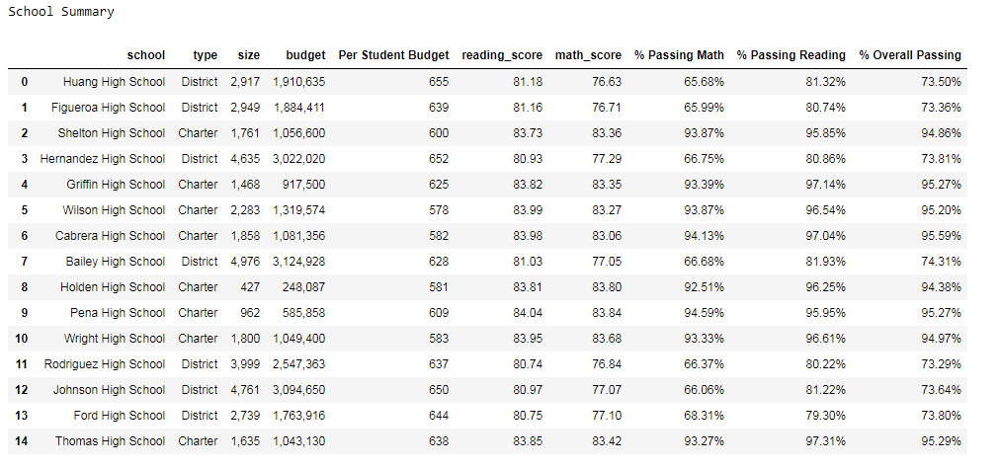 School Summary
school type size budget Per Student Budget reading_score math_score % Passing Math % Passing Reading % Overall Passing
0 Huang High School District 2,917 1,910,635 655 81.18 76.63 65.68% 81.32% 73.50%
1 Figueroa High School District 2,949 1,884,411 639 81.16 76.71 65.99% 80.74% 73.36%
2 Shelton High School Charter 1,761 1,056,600 600 83.73 83.36 93.87% 95.85% 94.86%
3 Hernandez High School District 4,635 3,022,020 652 80.93 77.29 66.75% 80.86% 73.81%
4 Griffin High School Charter 1,468 917,500 625 83.82 83.35 93.39% 97.14% 95.27%
5 Wilson High School Charter 2,283 1,319,574 578 83.99 83.27 93.87% 96.54% 95.20%
6 Cabrera High School Charter 1,858 1,081,356 582 83.98 83.06 94.13% 97.04% 95.59%
7 Bailey High School District 4,976 3,124,928 628 81.03 77.05 66.68% 81.93% 74.31%
8 Holden High School Charter 427 248,087 581 83.81 83.80 92.51% 96.25% 94.38%
9 Pena High School Charter 962 585,858 609 84.04 83.84 94.59% 95.95% 95.27%
10 Wright High School Charter 1,800 1,049,400 583 83.95 83.68 93.33% 96.61% 94.97%
11 Rodriguez High School District 3,999 2,547,363 637 80.74 76.84 66.37% 80.22% 73.29%
12 Johnson High School District 4,761 3,094,650 650 80.97 77.07 66.06% 81.22% 73.64%
13 Ford High School District 2,739 1,763,916 644 80.75 77.10 68.31% 79.30% 73.80%
14 Thomas High School Charter 1,635 1,043,130 638 83.85 83.42 93.27% 97.31% 95.29%